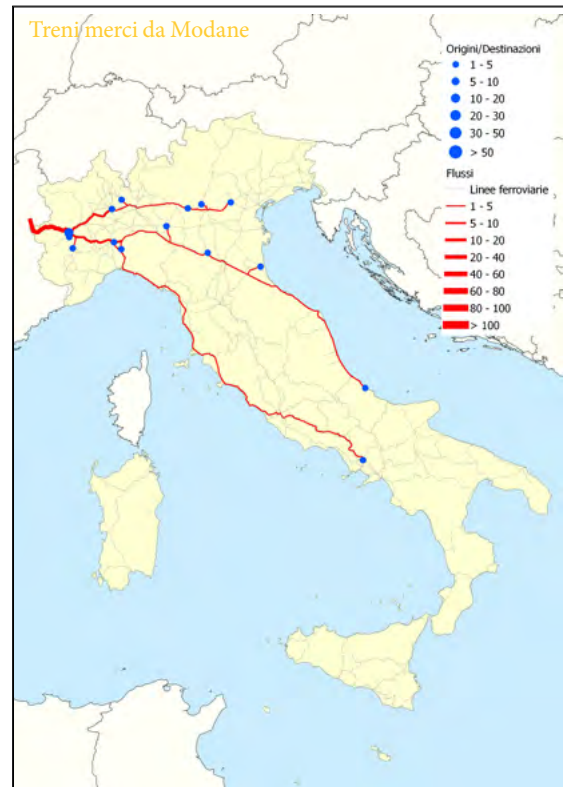 Treni merci da Modane
Origini/Destinazioni
1 - 5
5 - 10
10 - 20
20 - 30
30 - 50
> 50
Flussi
Linee ferroviarie
1 - 5
5 - 10
10 - 20
20 - 40
40 - 60
60 - 80
80 - 100
> 100